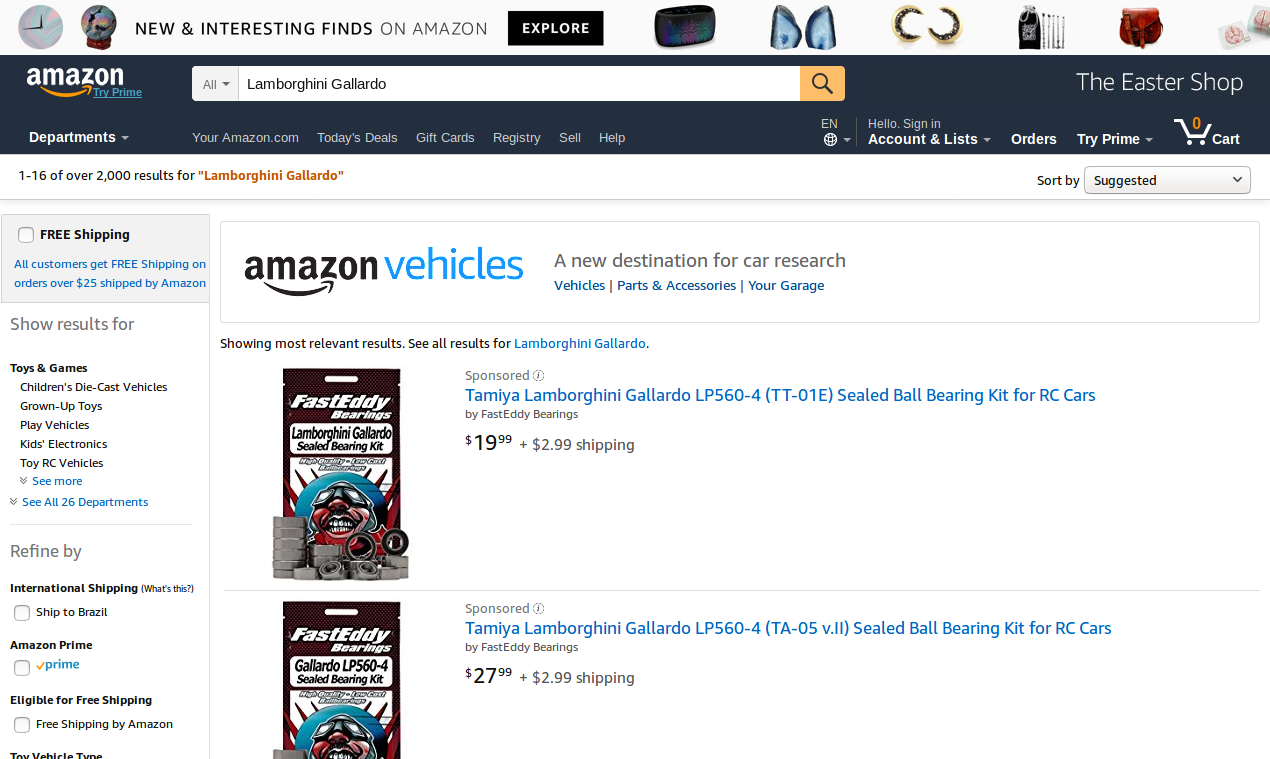 NEW & INTERESTING FINDS ON AMAZON EXPLORE
amazon
Try Prime
All
Lamborghini Gallardo
The Easter Shop
Departments
Your Amazon.com Today's Deals Gift Cards Registry Sell Help
EN
Hello. Sign in
Account & Lists
Orders
Try Prime
0
Cart
1-16 of over 2,000 results for "Lamborghini Gallardo"
Sort by Suggested
FREE Shipping
All customers get FREE Shipping on
orders over $25 shipped by Amazon
Show results for
Toys & Games
Children's Die-Cast Vehicles
Grown-Up Toys
Play Vehicles
Kids' Electronics
Toy RC Vehicles
See more
See All 26 Departments
Refine by
International Shipping (What's this?)
Ship to Brazil
Amazon Prime
prime
Eligible for Free Shipping
Free Shipping by Amazon
Toy Vehicle Type
amazon vehicles
A new destination for car research
Vehicles | Parts & Accessories | Your Garage
Showing most relevant results. See all results for Lamborghini Gallardo.
FastEddy
Bearings
Lamborghini Gallardo
Sealed Bearing Kit
High Quality - Low Cost
Ballbearings
Sponsored
Tamiya Lamborghini Gallardo LP560-4 (TT-01E) Sealed Ball Bearing Kit for RC Cars
by FastEddy Bearings
$19 99 + $2.99 shipping
FastEddy
Bearings
Gallardo LP560-4
Sealed Bearing Kit
High Quality - Low Cost
Ballbearings
Sponsored
Tamiya Lamborghini Gallardo LP560-4 (TA-05 v.II) Sealed Ball Bearing Kit for RC Cars
by FastEddy Bearings
$27 99 + $2.99 shipping